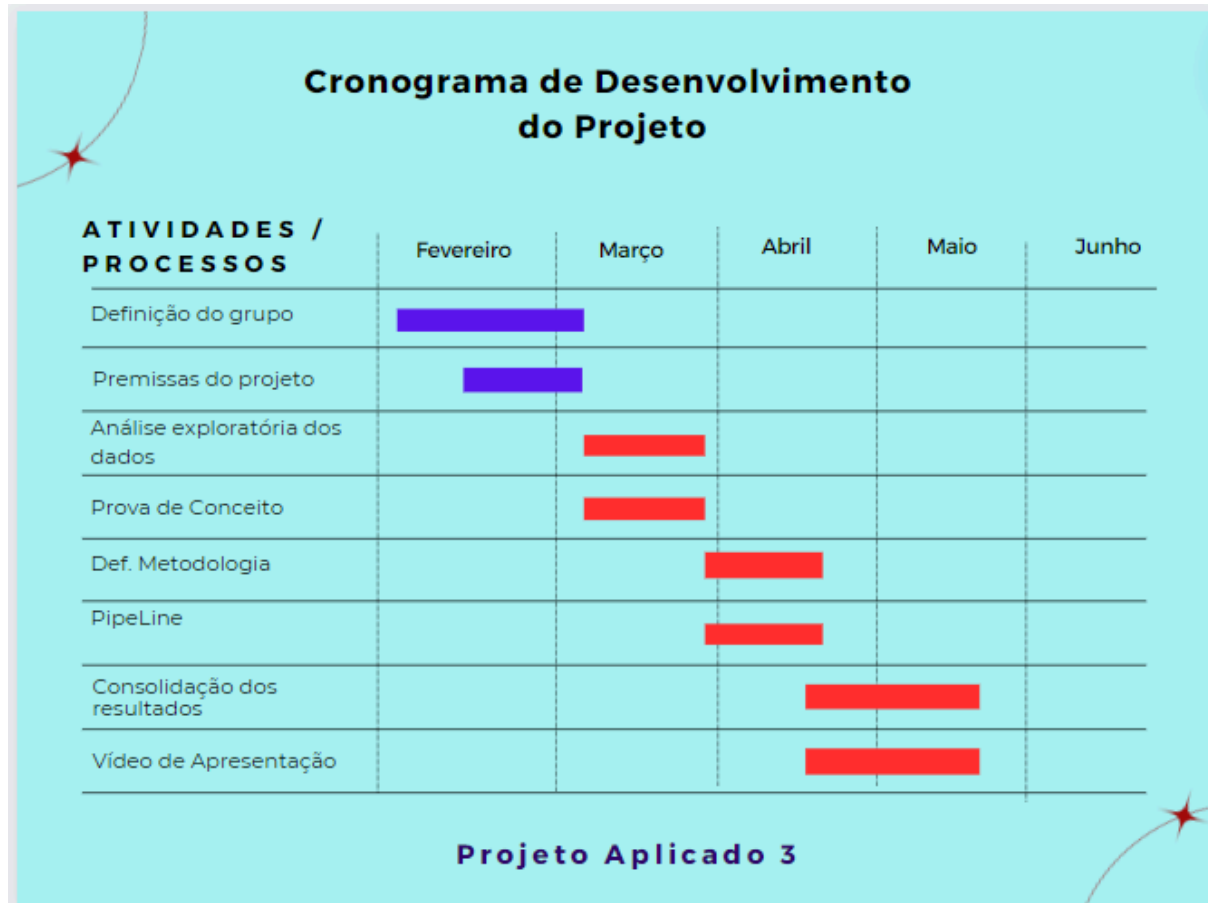 Cronograma de Desenvolvimento
do Projeto
ATIVIDADES /
PROCESSOS
Fevereiro
Março
Abril
Maio
Junho
Definição do grupo
Premissas do projeto
Análise exploratória dos
dados
Prova de Conceito
Def. Metodologia
PipeLine
Consolidação dos
resultados
Vídeo de Apresentação
Projeto Aplicado 3